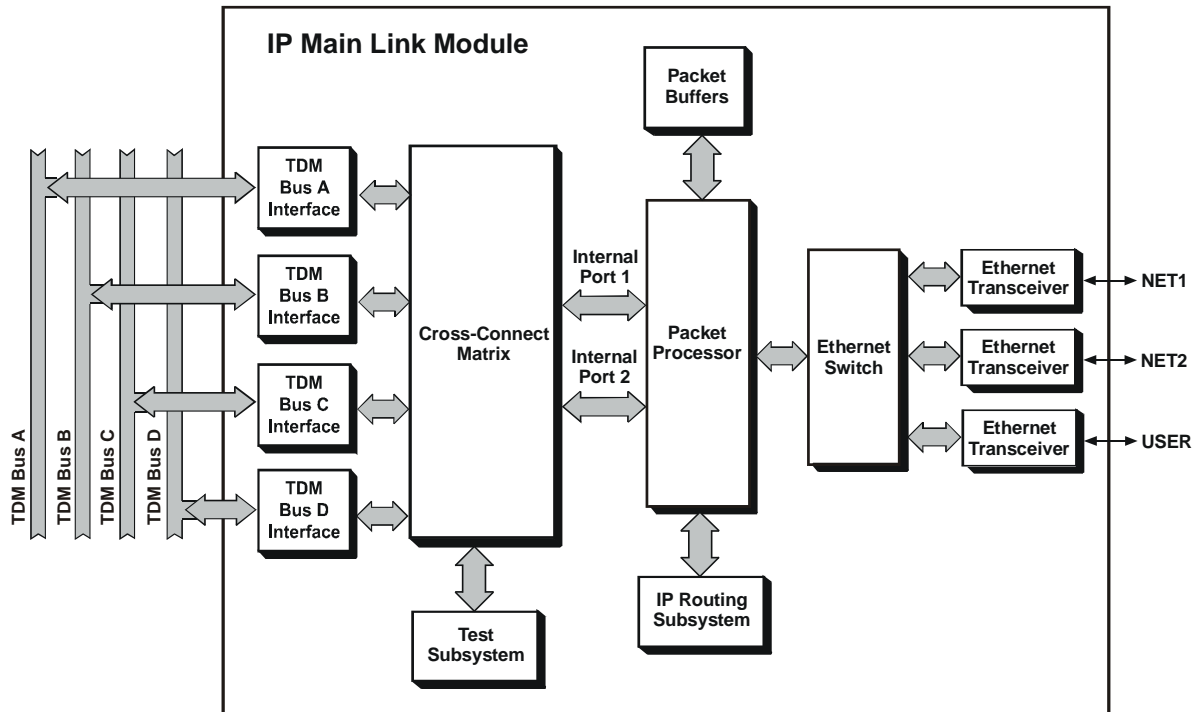 IP Main Link Module
Packet
Buffers
TDM
Bus A
Interface
TDM
Bus B
Interface
TDM
Bus C
Interface
TDM
Bus D
Interface
TDM Bus A
TDM Bus B
TDM Bus C
TDM Bus D
Cross-Connect
Matrix
Internal
Port 1
Internal
Port 2
Packet
Processor
Ethernet
Switch
Ethernet
Transceiver
NET1
Ethernet
Transceiver
NET2
Ethernet
Transceiver
USER
Test
Subsystem
IP Routing
Subsystem